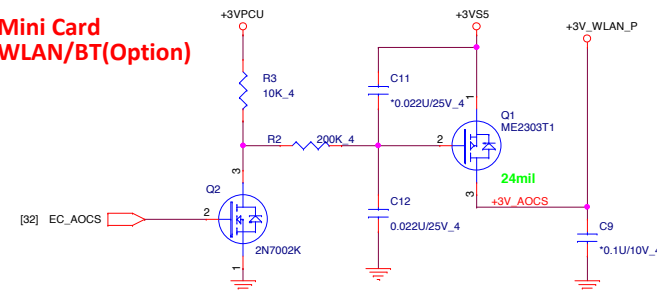 Mini Card
WLAN/BT(Option)
+3VPCU
+3VS5
+3V_WLAN_P
R3
10K_4
C11
*0.022U/25V_4
1
Q1
ME2303T1
R2
200K_4
2
3
24mil
+3V_AOCS
Q2
3
[32]
EC_AOCS
2
2N7002K
1
C12
0.022U/25V_4
C9
*0.1U/10V_4